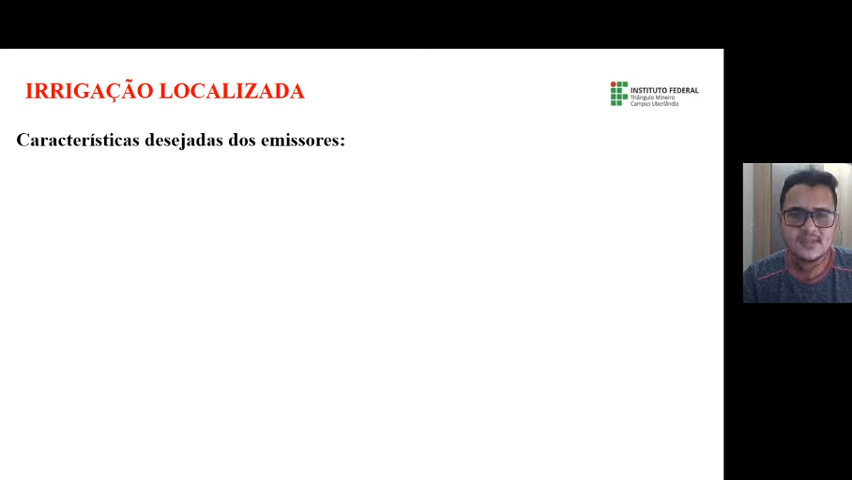 IRRIGAÇÃO LOCALIZADA
INSTITUTO FEDERAL
Triângulo Mineiro
Campus Uberlândia
Características desejadas dos emissores: